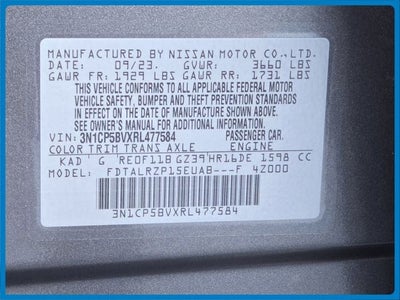 MANUFACTURED BY NISSAN MOTOR CO., LTD.
DATE: 09/23. GVWR: 3660 LBS
GAWR FR: 1929 LBS GAWR RR: 1731 LBS
THIS VEHICLE CONFORMS TO ALL APPLICABLE FEDERAL MOTOR
VEHICLE SAFETY, BUMPER AND THEFT PREVENTION STANDARDS
IN EFFECT ON THE DATE OF MANUFACTURE SHOWN ABOVE.
SEE OWNER'S MANUAL FOR ADDITIONAL INFORMATION.
VIN: 3N1CP5BVXRL477584 PASSENGER CAR.
COLOR TRIM TRANS AXLE ENGINE
KAD G RE0F11B GZ39 HR16DE 1598 CC
MODEL: FDTALRZP15EUAB---F 4Z000
3N1CP5BVXRL477584